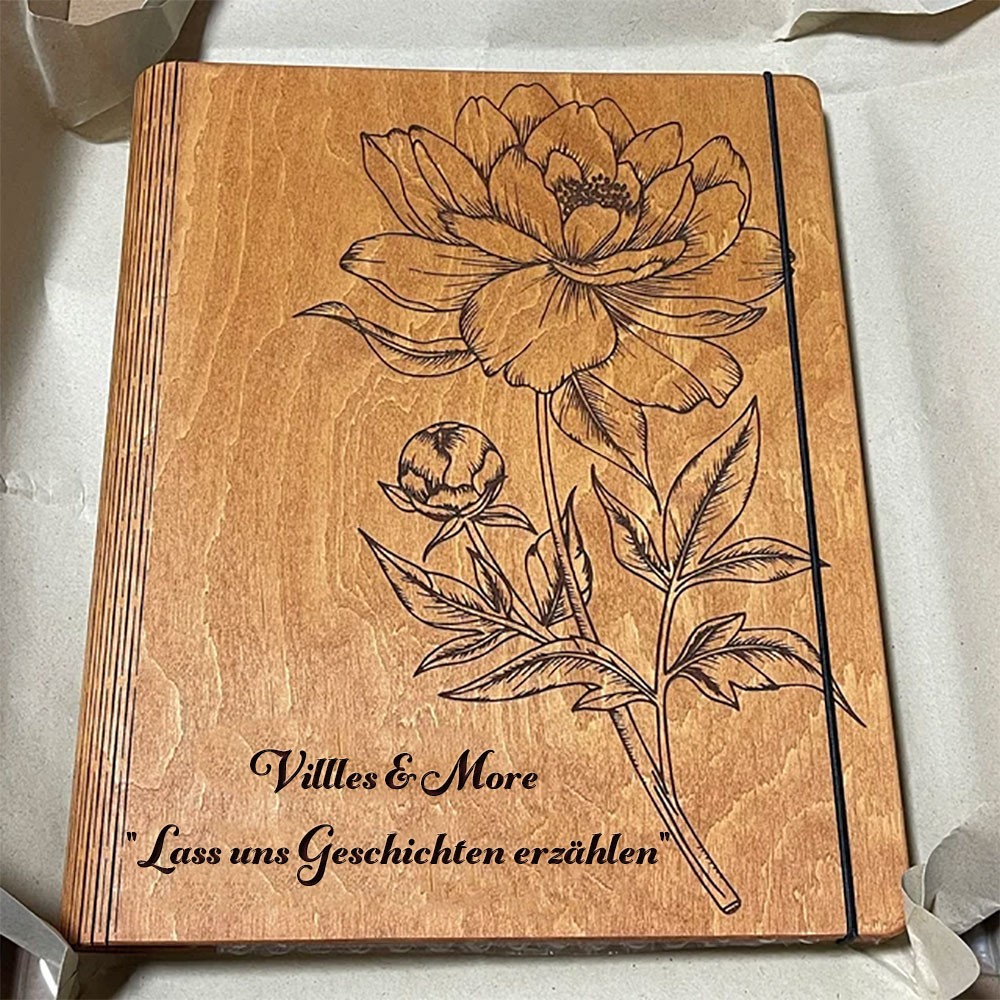 Villles & More
"Lass uns Geschichten erzählen"